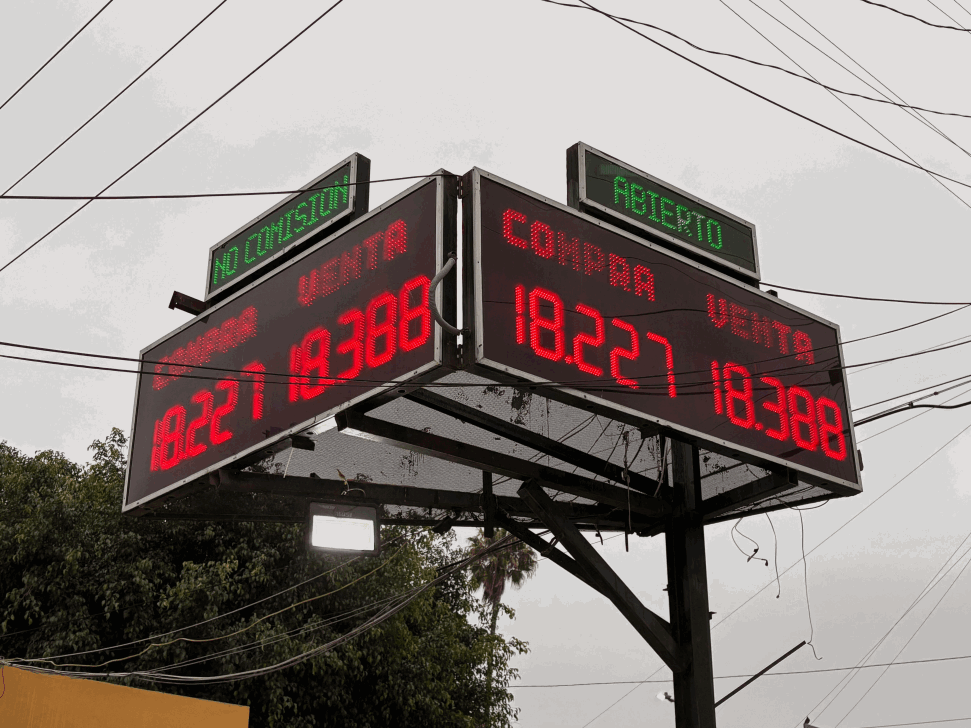 NO COMISION
COMPRA VENTA
18.227 18.388
ABIERTO
COMPRA VENTA
18.227 18.388